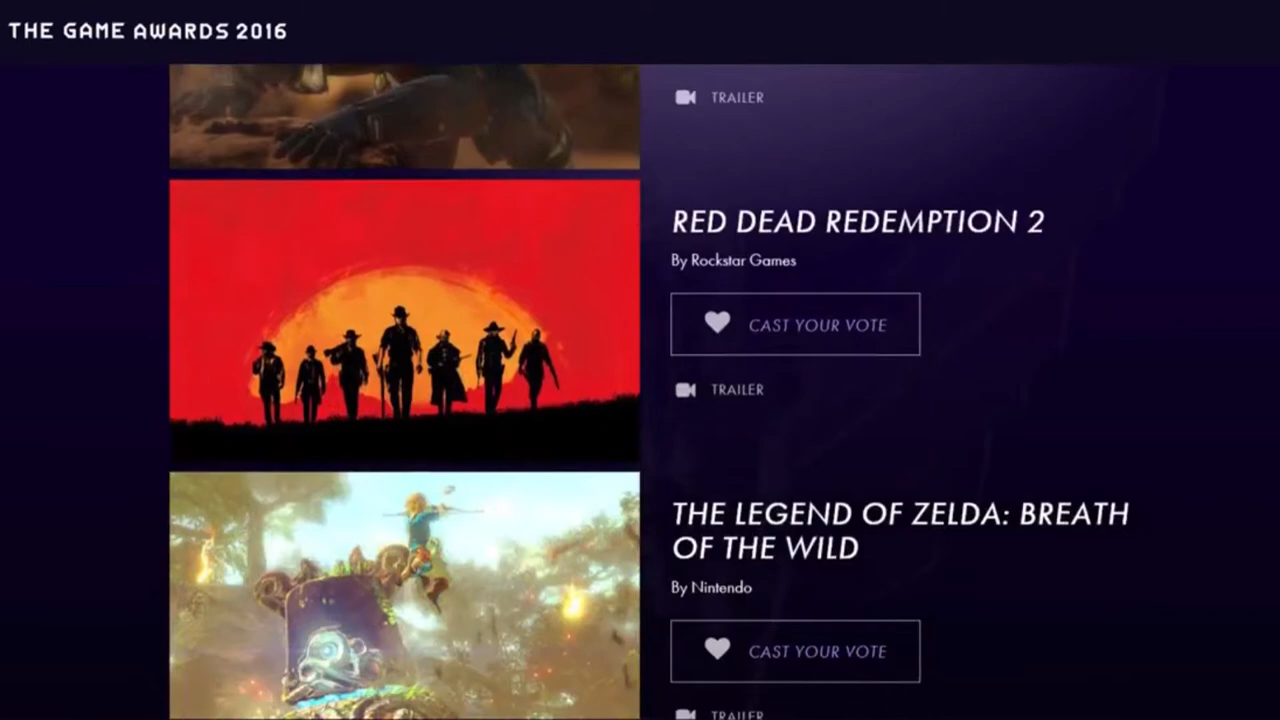 THE GAME AWARDS 2016
TRAILER
RED DEAD REDEMPTION 2
By Rockstar Games
CAST YOUR VOTE
TRAILER
THE LEGEND OF ZELDA: BREATH
OF THE WILD
By Nintendo
CAST YOUR VOTE
TRAILER